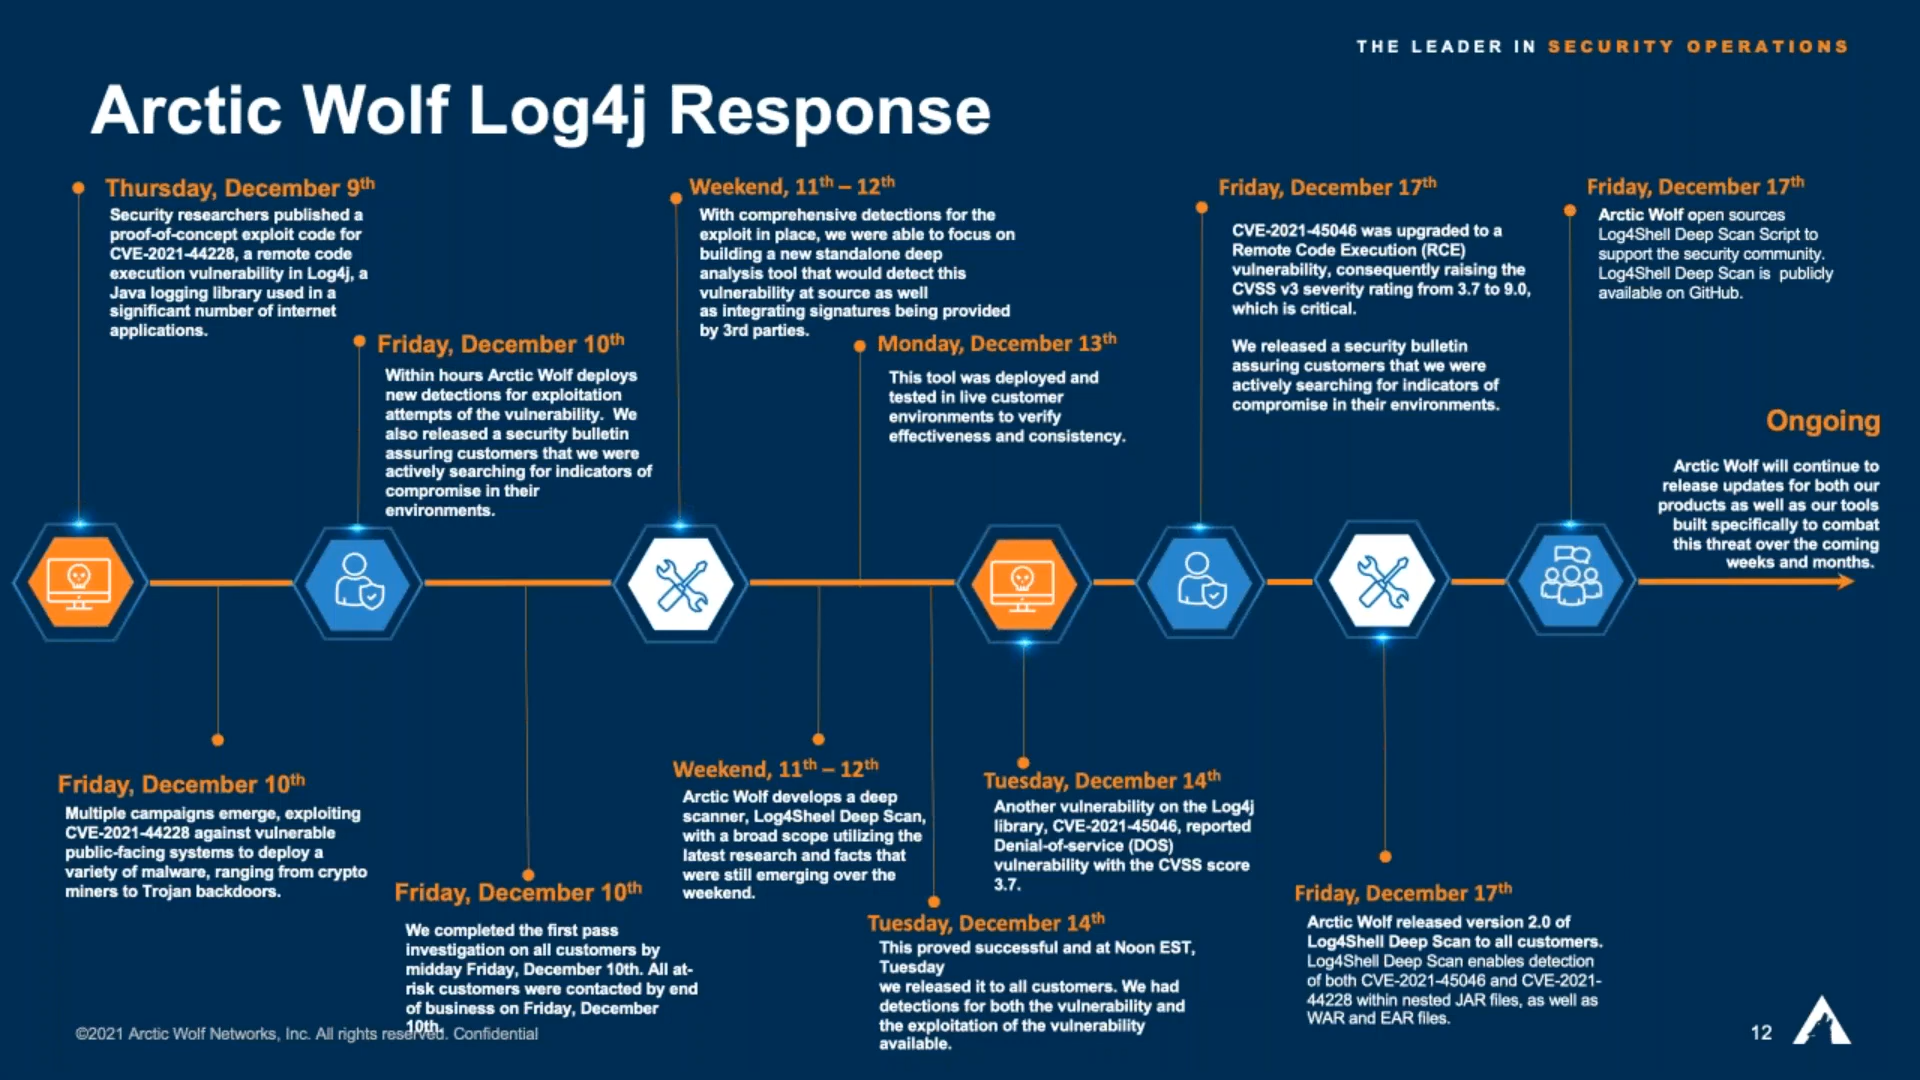 THE LEADER IN SECURITY OPERATIONS
Arctic Wolf Log4j Response
Thursday, December 9th
Security researchers published a
proof-of-concept exploit code for
CVE-2021-44228, a remote code
execution vulnerability in Log4j, a
Java logging library used in a
significant number of internet
applications.
Friday, December 10th
Within hours Arctic Wolf deploys
new detections for exploitation
attempts of the vulnerability. We
also released a security bulletin
assuring customers that we were
actively searching for indicators of
compromise in their
environments.
Weekend, 11th – 12th
With comprehensive detections for the
exploit in place, we were able to focus on
building a new standalone deep
analysis tool that would detect this
vulnerability at source as well
as integrating signatures being provided
by 3rd parties.
Monday, December 13th
This tool was deployed and
tested in live customer
environments to verify
effectiveness and consistency.
Friday, December 17th
CVE-2021-45046 was upgraded to a
Remote Code Execution (RCE)
vulnerability, consequently raising the
CVSS v3 severity rating from 3.7 to 9.0,
which is critical.
We released a security bulletin
assuring customers that we were
actively searching for indicators of
compromise in their environments.
Friday, December 17th
Arctic Wolf open sources
Log4Shell Deep Scan Script to
support the security community.
Log4Shell Deep Scan is publicly
available on GitHub.
Ongoing
Arctic Wolf will continue to
release updates for both our
products as well as our tools
built specifically to combat
this threat over the coming
weeks and months.
Friday, December 10th
Multiple campaigns emerge, exploiting
CVE-2021-44228 against vulnerable
public-facing systems to deploy a
variety of malware, ranging from crypto
miners to Trojan backdoors.
Friday, December 10th
We completed the first pass
investigation on all customers by
midday Friday, December 10th. All at-
risk customers were contacted by end
of business on Friday, December
10th.
Weekend, 11th – 12th
Arctic Wolf develops a deep
scanner, Log4Sheel Deep Scan,
with a broad scope utilizing the
latest research and facts that
were still emerging over the
weekend.
Tuesday, December 14th
This proved successful and at Noon EST,
Tuesday
we released it to all customers. We had
detections for both the vulnerability and
the exploitation of the vulnerability
available.
Tuesday, December 14th
Another vulnerability on the Log4j
library, CVE-2021-45046, reported
Denial-of-service (DOS)
vulnerability with the CVSS score
3.7.
Friday, December 17th
Arctic Wolf released version 2.0 of
Log4Shell Deep Scan to all customers.
Log4Shell Deep Scan enables detection
of both CVE-2021-45046 and CVE-2021-
44228 within nested JAR files, as well as
WAR and EAR files.
©2021 Arctic Wolf Networks, Inc. All rights reserved. Confidential
12